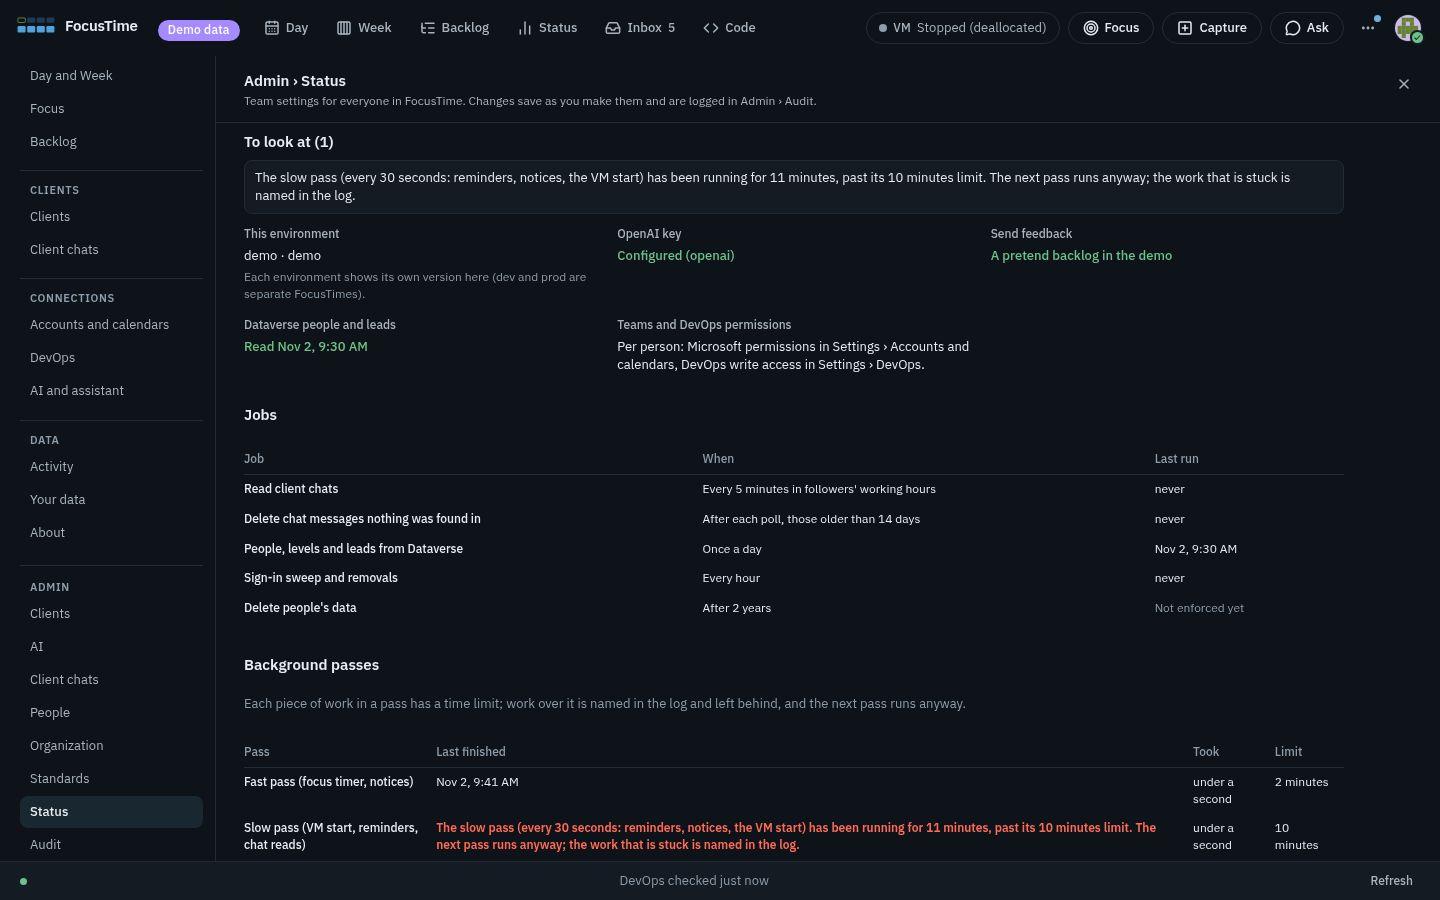 FocusTime
Demo data
Day
Week
Backlog
Status
Inbox 5
Code
VM Stopped (deallocated)
Focus
Capture
Ask
Day and Week
Focus
Backlog
CLIENTS
Clients
Client chats
CONNECTIONS
Accounts and calendars
DevOps
AI and assistant
DATA
Activity
Your data
About
ADMIN
Clients
AI
Client chats
People
Organization
Standards
Status
Audit
Admin › Status
Team settings for everyone in FocusTime. Changes save as you make them and are logged in Admin › Audit.
To look at (1)
The slow pass (every 30 seconds: reminders, notices, the VM start) has been running for 11 minutes, past its 10 minutes limit. The next pass runs anyway; the work that is stuck is
named in the log.
This environment
demo · demo
Each environment shows its own version here (dev and prod are
separate FocusTimes).
OpenAI key
Configured (openai)
Send feedback
A pretend backlog in the demo
Dataverse people and leads
Read Nov 2, 9:30 AM
Teams and DevOps permissions
Per person: Microsoft permissions in Settings › Accounts and
calendars, DevOps write access in Settings › DevOps.
Jobs
Job When Last run
Read client chats Every 5 minutes in followers' working hours never
Delete chat messages nothing was found in After each poll, those older than 14 days never
People, levels and leads from Dataverse Once a day Nov 2, 9:30 AM
Sign-in sweep and removals Every hour never
Delete people's data After 2 years Not enforced yet
Background passes
Each piece of work in a pass has a time limit; work over it is named in the log and left behind, and the next pass runs anyway.
Pass Last finished Took Limit
Fast pass (focus timer, notices) Nov 2, 9:41 AM under a 2 minutes
second
Slow pass (VM start, reminders, The slow pass (every 30 seconds: reminders, notices, the VM start) has been running for 11 minutes, past its 10 minutes limit. The under a 10
chat reads) next pass runs anyway; the work that is stuck is named in the log. second minutes
DevOps checked just now
Refresh